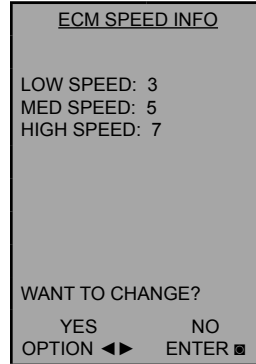 ECM SPEED INFO
LOW SPEED: 3
MED SPEED: 5
HIGH SPEED: 7
WANT TO CHANGE?
YES NO
OPTION ◄► ENTER ◙